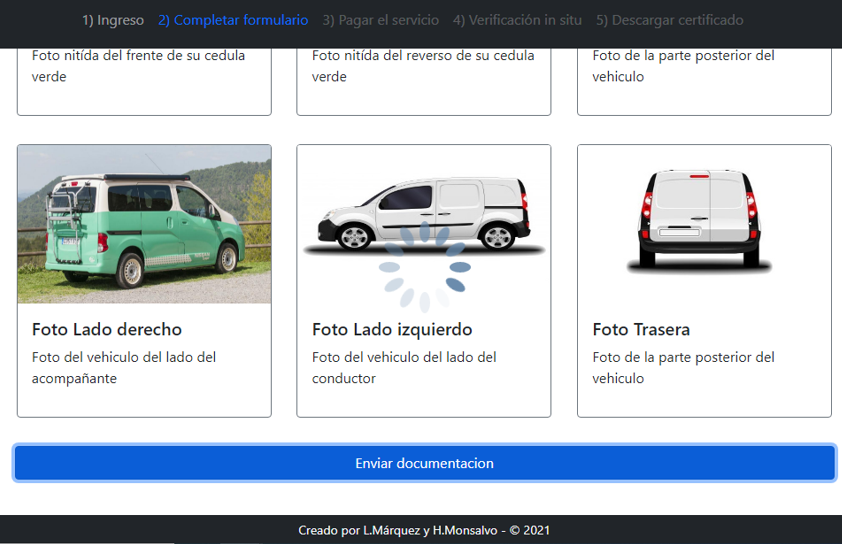 1) Ingreso 2) Completar formulario 3) Pagar el servicio 4) Verificación in situ 5) Descargar certificado
Foto nitída del frente de su cedula
verde
Foto nitída del reverso de su cedula
verde
Foto de la parte posterior del
vehiculo
Foto Lado derecho
Foto del vehiculo del lado del
acompañante
Foto Lado izquierdo
Foto del vehiculo del lado del
conductor
Foto Trasera
Foto de la parte posterior del
vehiculo
Enviar documentacion
Creado por L.Márquez y H.Monsalvo - © 2021